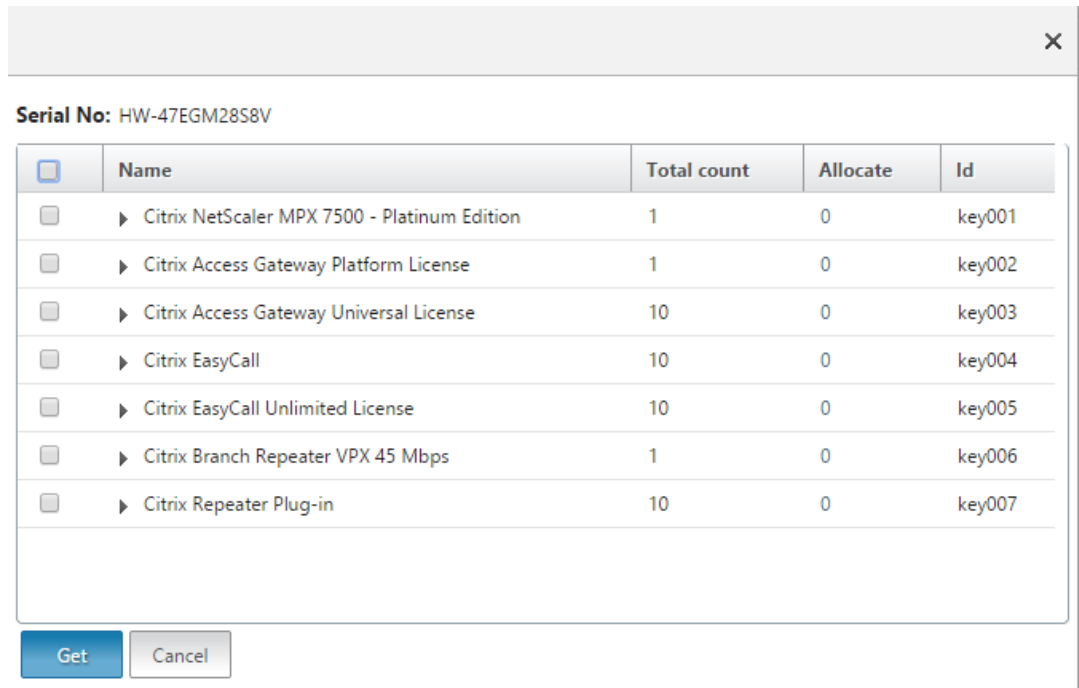 Serial No: HW-47EGM28S8V
Name Total count Allocate Id
Citrix NetScaler MPX 7500 - Platinum Edition 1 0 key001
Citrix Access Gateway Platform License 1 0 key002
Citrix Access Gateway Universal License 10 0 key003
Citrix EasyCall 10 0 key004
Citrix EasyCall Unlimited License 10 0 key005
Citrix Branch Repeater VPX 45 Mbps 1 0 key006
Citrix Repeater Plug-in 10 0 key007
Get Cancel